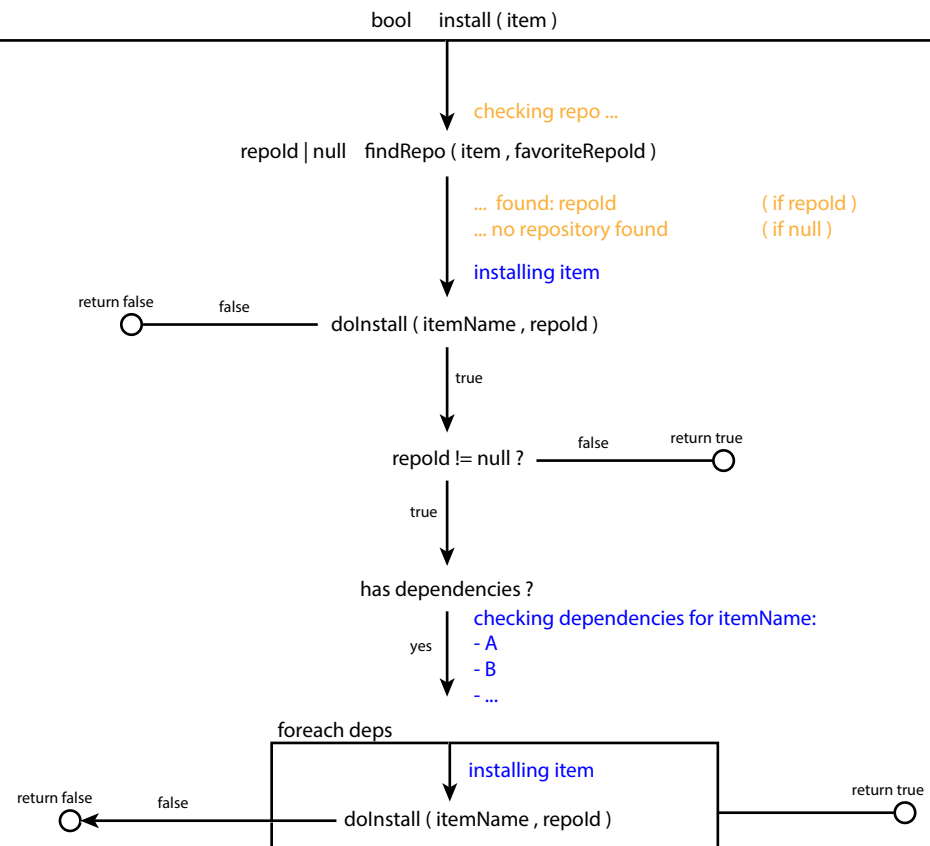 bool install ( item )
checking repo ...
repoId | null findRepo ( item , favoriteRepoId )
... found: repoId ( if repoId )
... no repository found ( if null )
installing item
return false
false
doInstall ( itemName , repoId )
true
repoId != null ?
false
return true
true
has dependencies ?
checking dependencies for itemName:
yes
- A
- B
- ...
foreach deps
installing item
return false
false
doInstall ( itemName , repoId )
return true